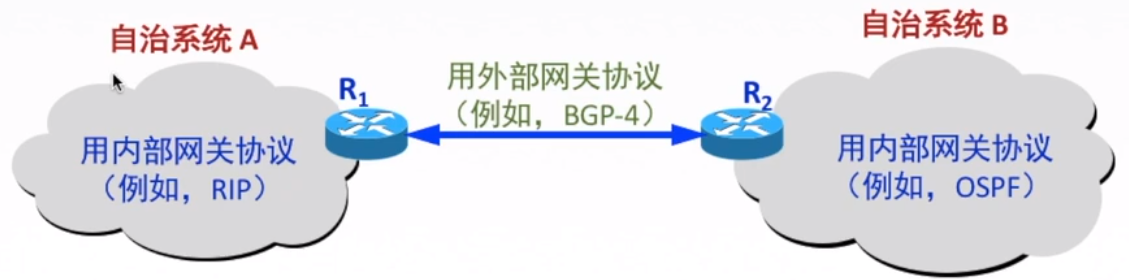 自治系统 A
自治系统 B
用外部网关协议
（例如，BGP-4）
R1
R2
用内部网关协议
（例如，RIP）
用内部网关协议
（例如，OSPF）